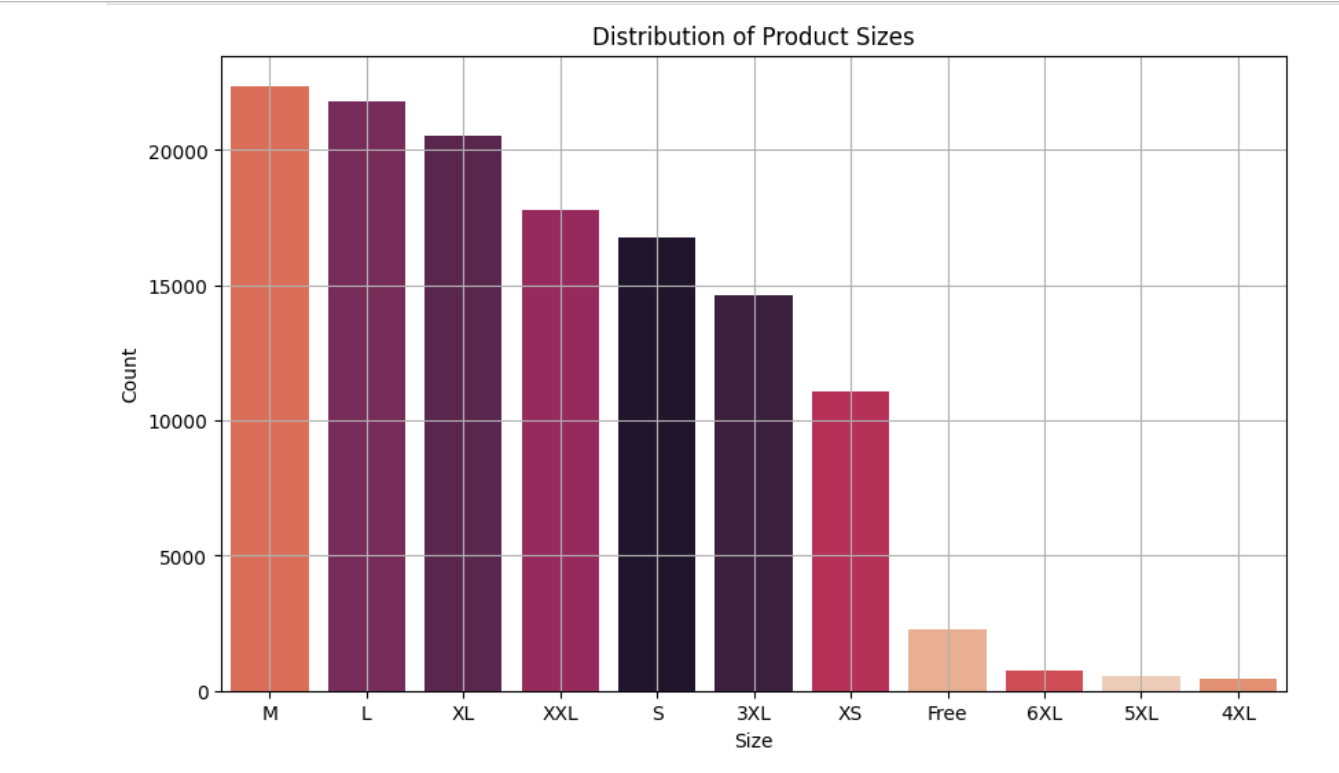 Distribution of Product Sizes
20000
15000
10000
5000
0
Count
M L XL XXL S 3XL XS Free 6XL 5XL 4XL
Size